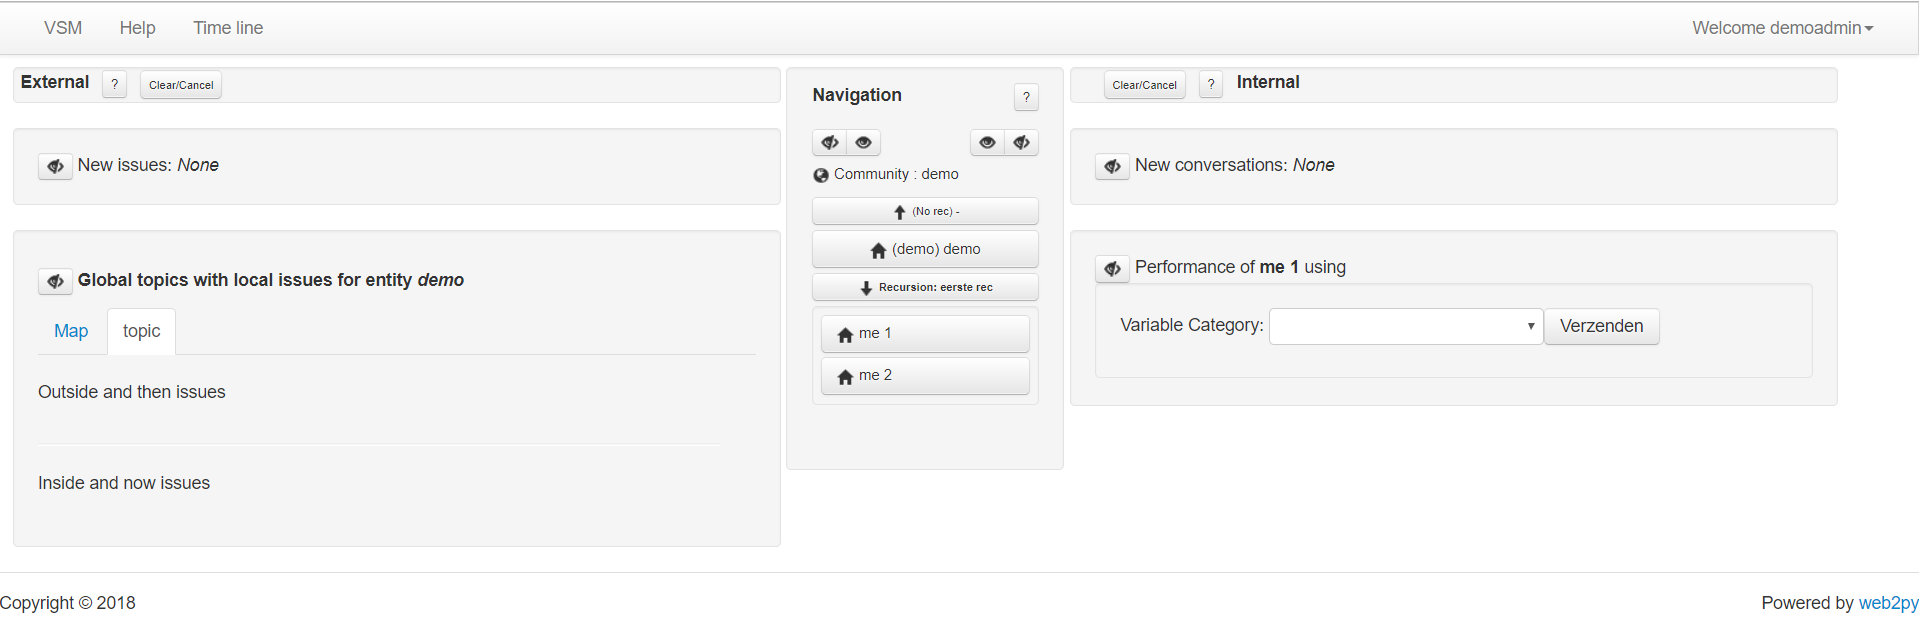 VSM Help Time line Welcome demoadmin
External ? Clear/Cancel
New issues: None
Global topics with local issues for entity demo
Map topic
Outside and then issues
Inside and now issues
Navigation ?
Community : demo
(No rec) -
(demo) demo
Recursion: eerste rec
me 1
me 2
Clear/Cancel ? Internal
New conversations: None
Performance of me 1 using
Variable Category: Verzenden
Copyright © 2018 Powered by web2py